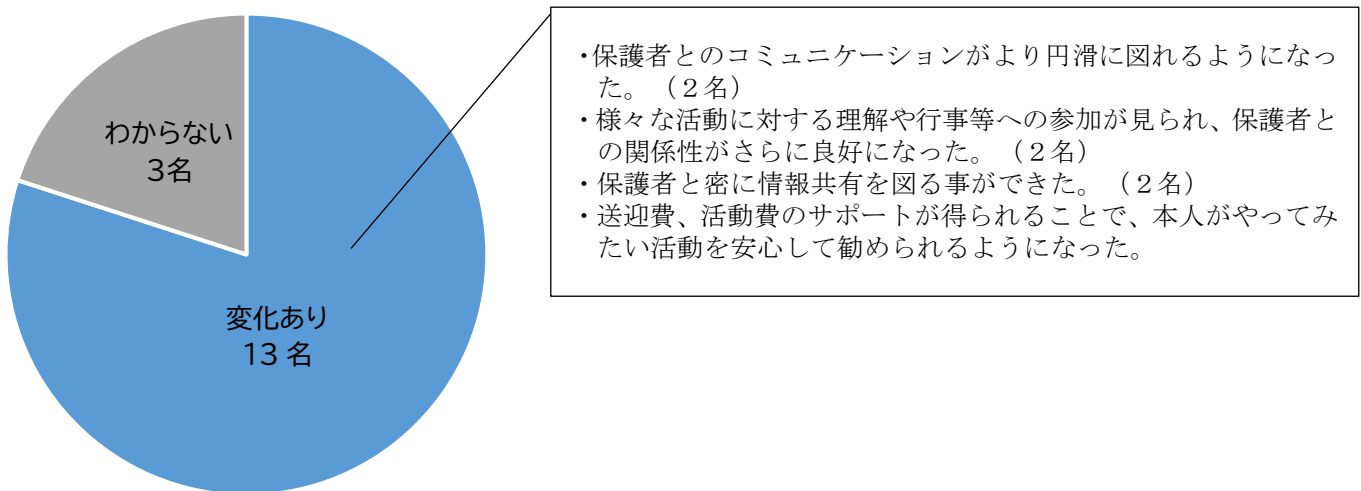 わからない
3名
変化あり
13 名
・保護者とのコミュニケーションがより円滑に図れるようになっ
た。（２名）
・様々な活動に対する理解や行事等への参加が見られ、保護者と
の関係性がさらに良好になった。（２名）
・保護者と密に情報共有を図る事ができた。（２名）
・送迎費、活動費のサポートが得られることで、本人がやってみ
たい活動を安心して勧められるようになった。